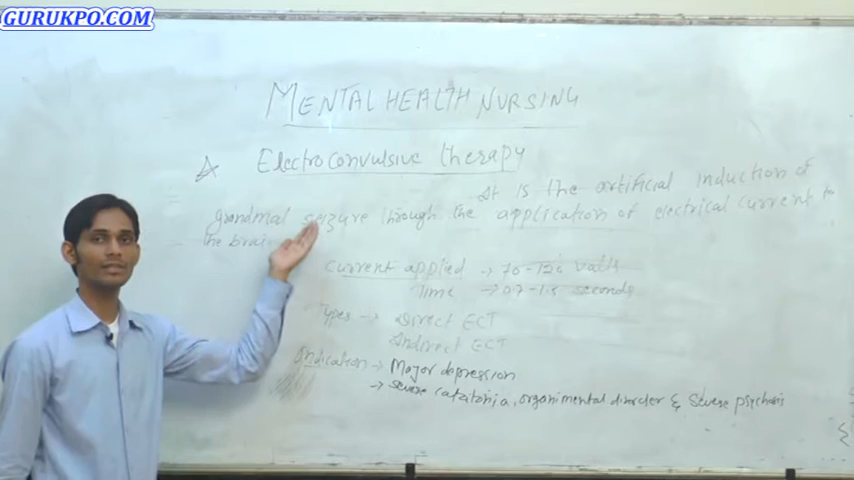 GURUKPO.COM
MENTAL HEALTH NURSING
Electroconvulsive therapy
It is the artificial induction of
grandmal seizure through the application of electrical current to
the brain
Current applied → 70-120 valts
Time → 0.7-1.5 seconds
Types → Direct ECT
Indirect ECT
Indication → Major depression
→ severe catatonia, organimental disorder & severe psychosis